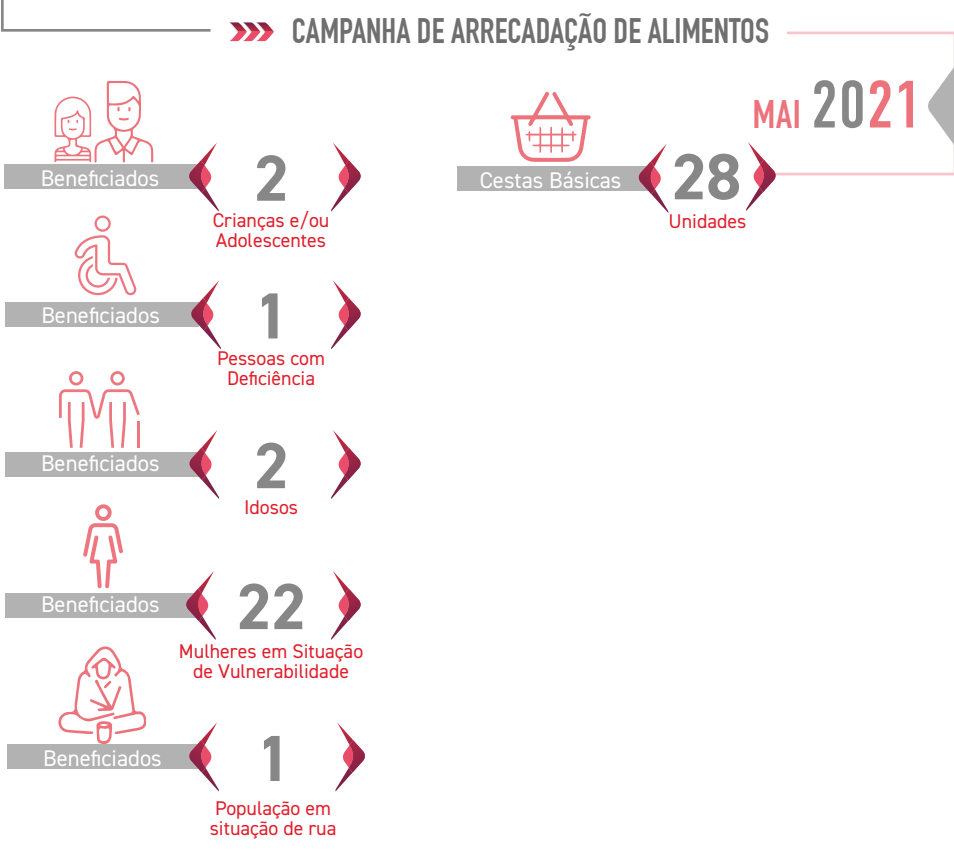 CAMPANHA DE ARRECADAÇÃO DE ALIMENTOS
MAI 2021
Beneficiados
2
Crianças e/ou
Adolescentes
Cestas Básicas
28
Unidades
Beneficiados
1
Pessoas com
Deficiência
Beneficiados
2
Idosos
Beneficiados
22
Mulheres em Situação
de Vulnerabilidade
Beneficiados
1
População em
situação de rua